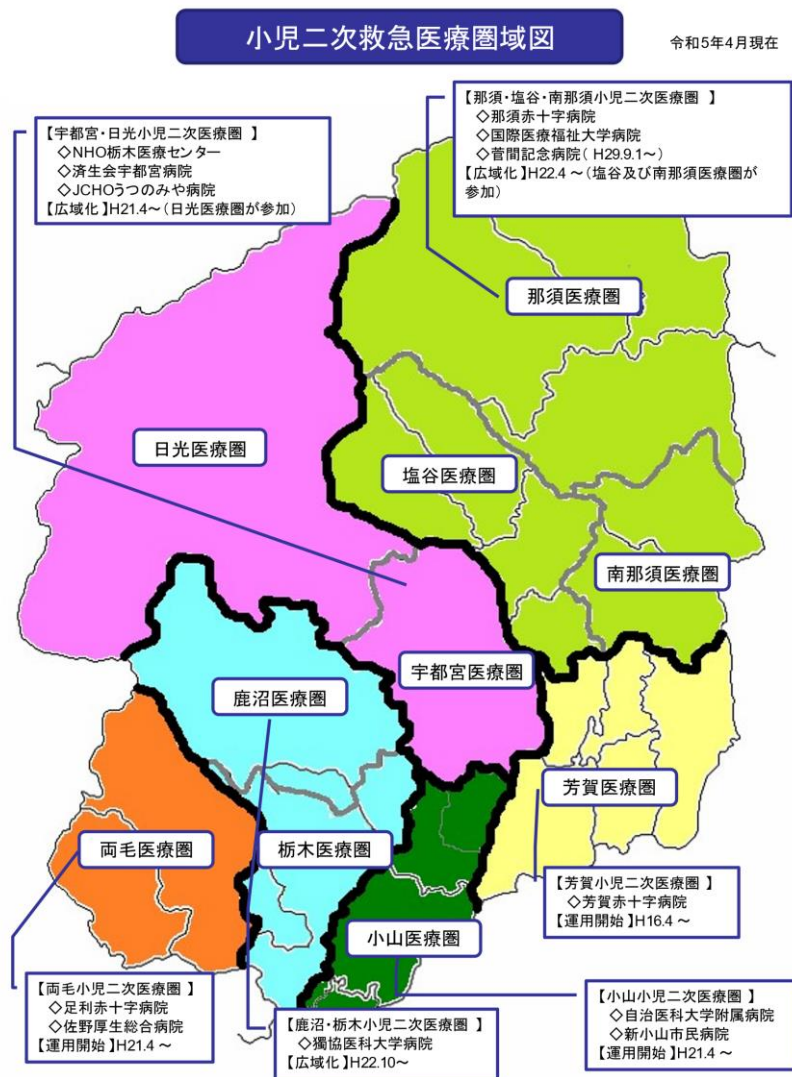 小児二次救急医療圏域図
令和5年4月現在
【那須・塩谷・南那須小児二次医療圏 】
◇那須赤十字病院
◇国際医療福祉大学病院
◇菅間記念病院( H29.9.1～)
【広域化】H22.4 ～(塩谷及び南那須医療圏が
参加)
【宇都宮・日光小児二次医療圏 】
◇NHO栃木医療センター
◇済生会宇都宮病院
◇JCHOうつのみや病院
【広域化】H21.4～(日光医療圏が参加)
那須医療圏
日光医療圏
塩谷医療圏
南那須医療圏
宇都宮医療圏
鹿沼医療圏
芳賀医療圏
両毛医療圏
栃木医療圏
小山医療圏
【芳賀小児二次医療圏 】
◇芳賀赤十字病院
【運用開始】H16.4 ～
【両毛小児二次医療圏 】
◇足利赤十字病院
◇佐野厚生総合病院
【運用開始】H21.4 ～
【鹿沼・栃木小児二次医療圏 】
◇獨協医科大学病院
【広域化】H22.10～
【小山小児二次医療圏 】
◇自治医科大学附属病院
◇新小山市民病院
【運用開始】H21.4 ～